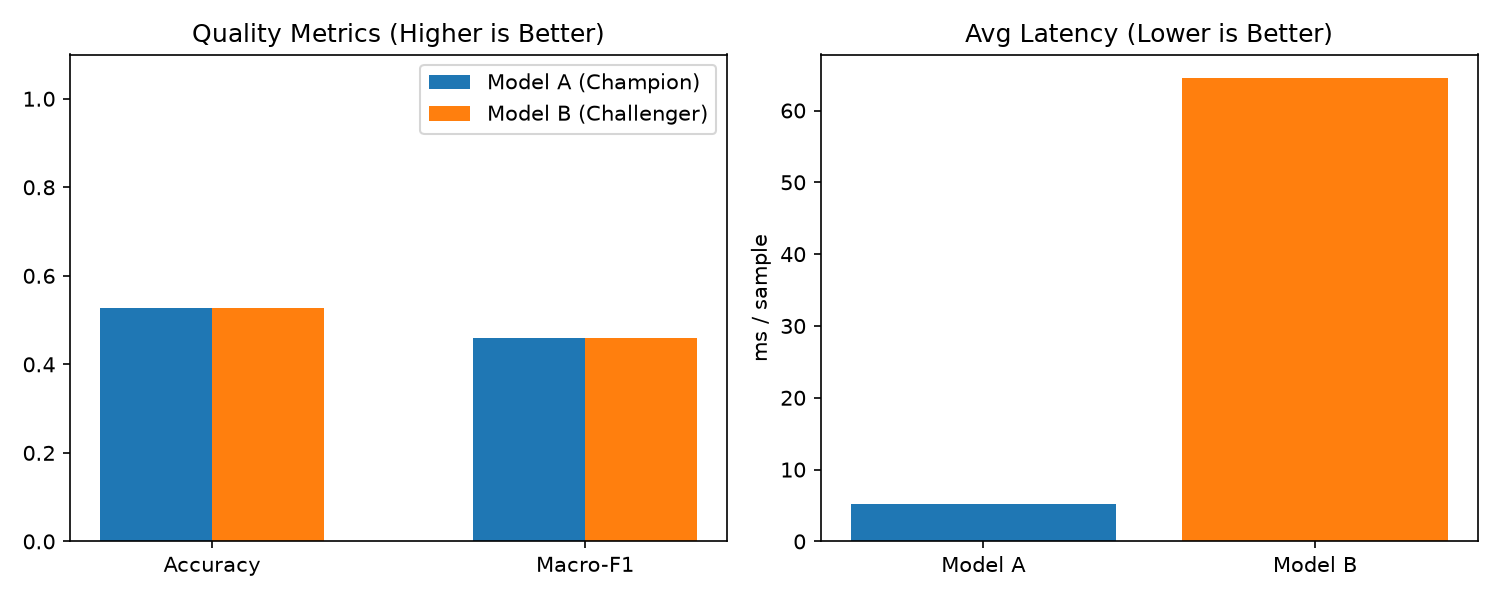 Quality Metrics (Higher is Better)
Model A (Champion)
Model B (Challenger)
1.0
0.8
0.6
0.4
0.2
0.0
Accuracy
Macro-F1
Avg Latency (Lower is Better)
ms / sample
60
50
40
30
20
10
0
Model A
Model B